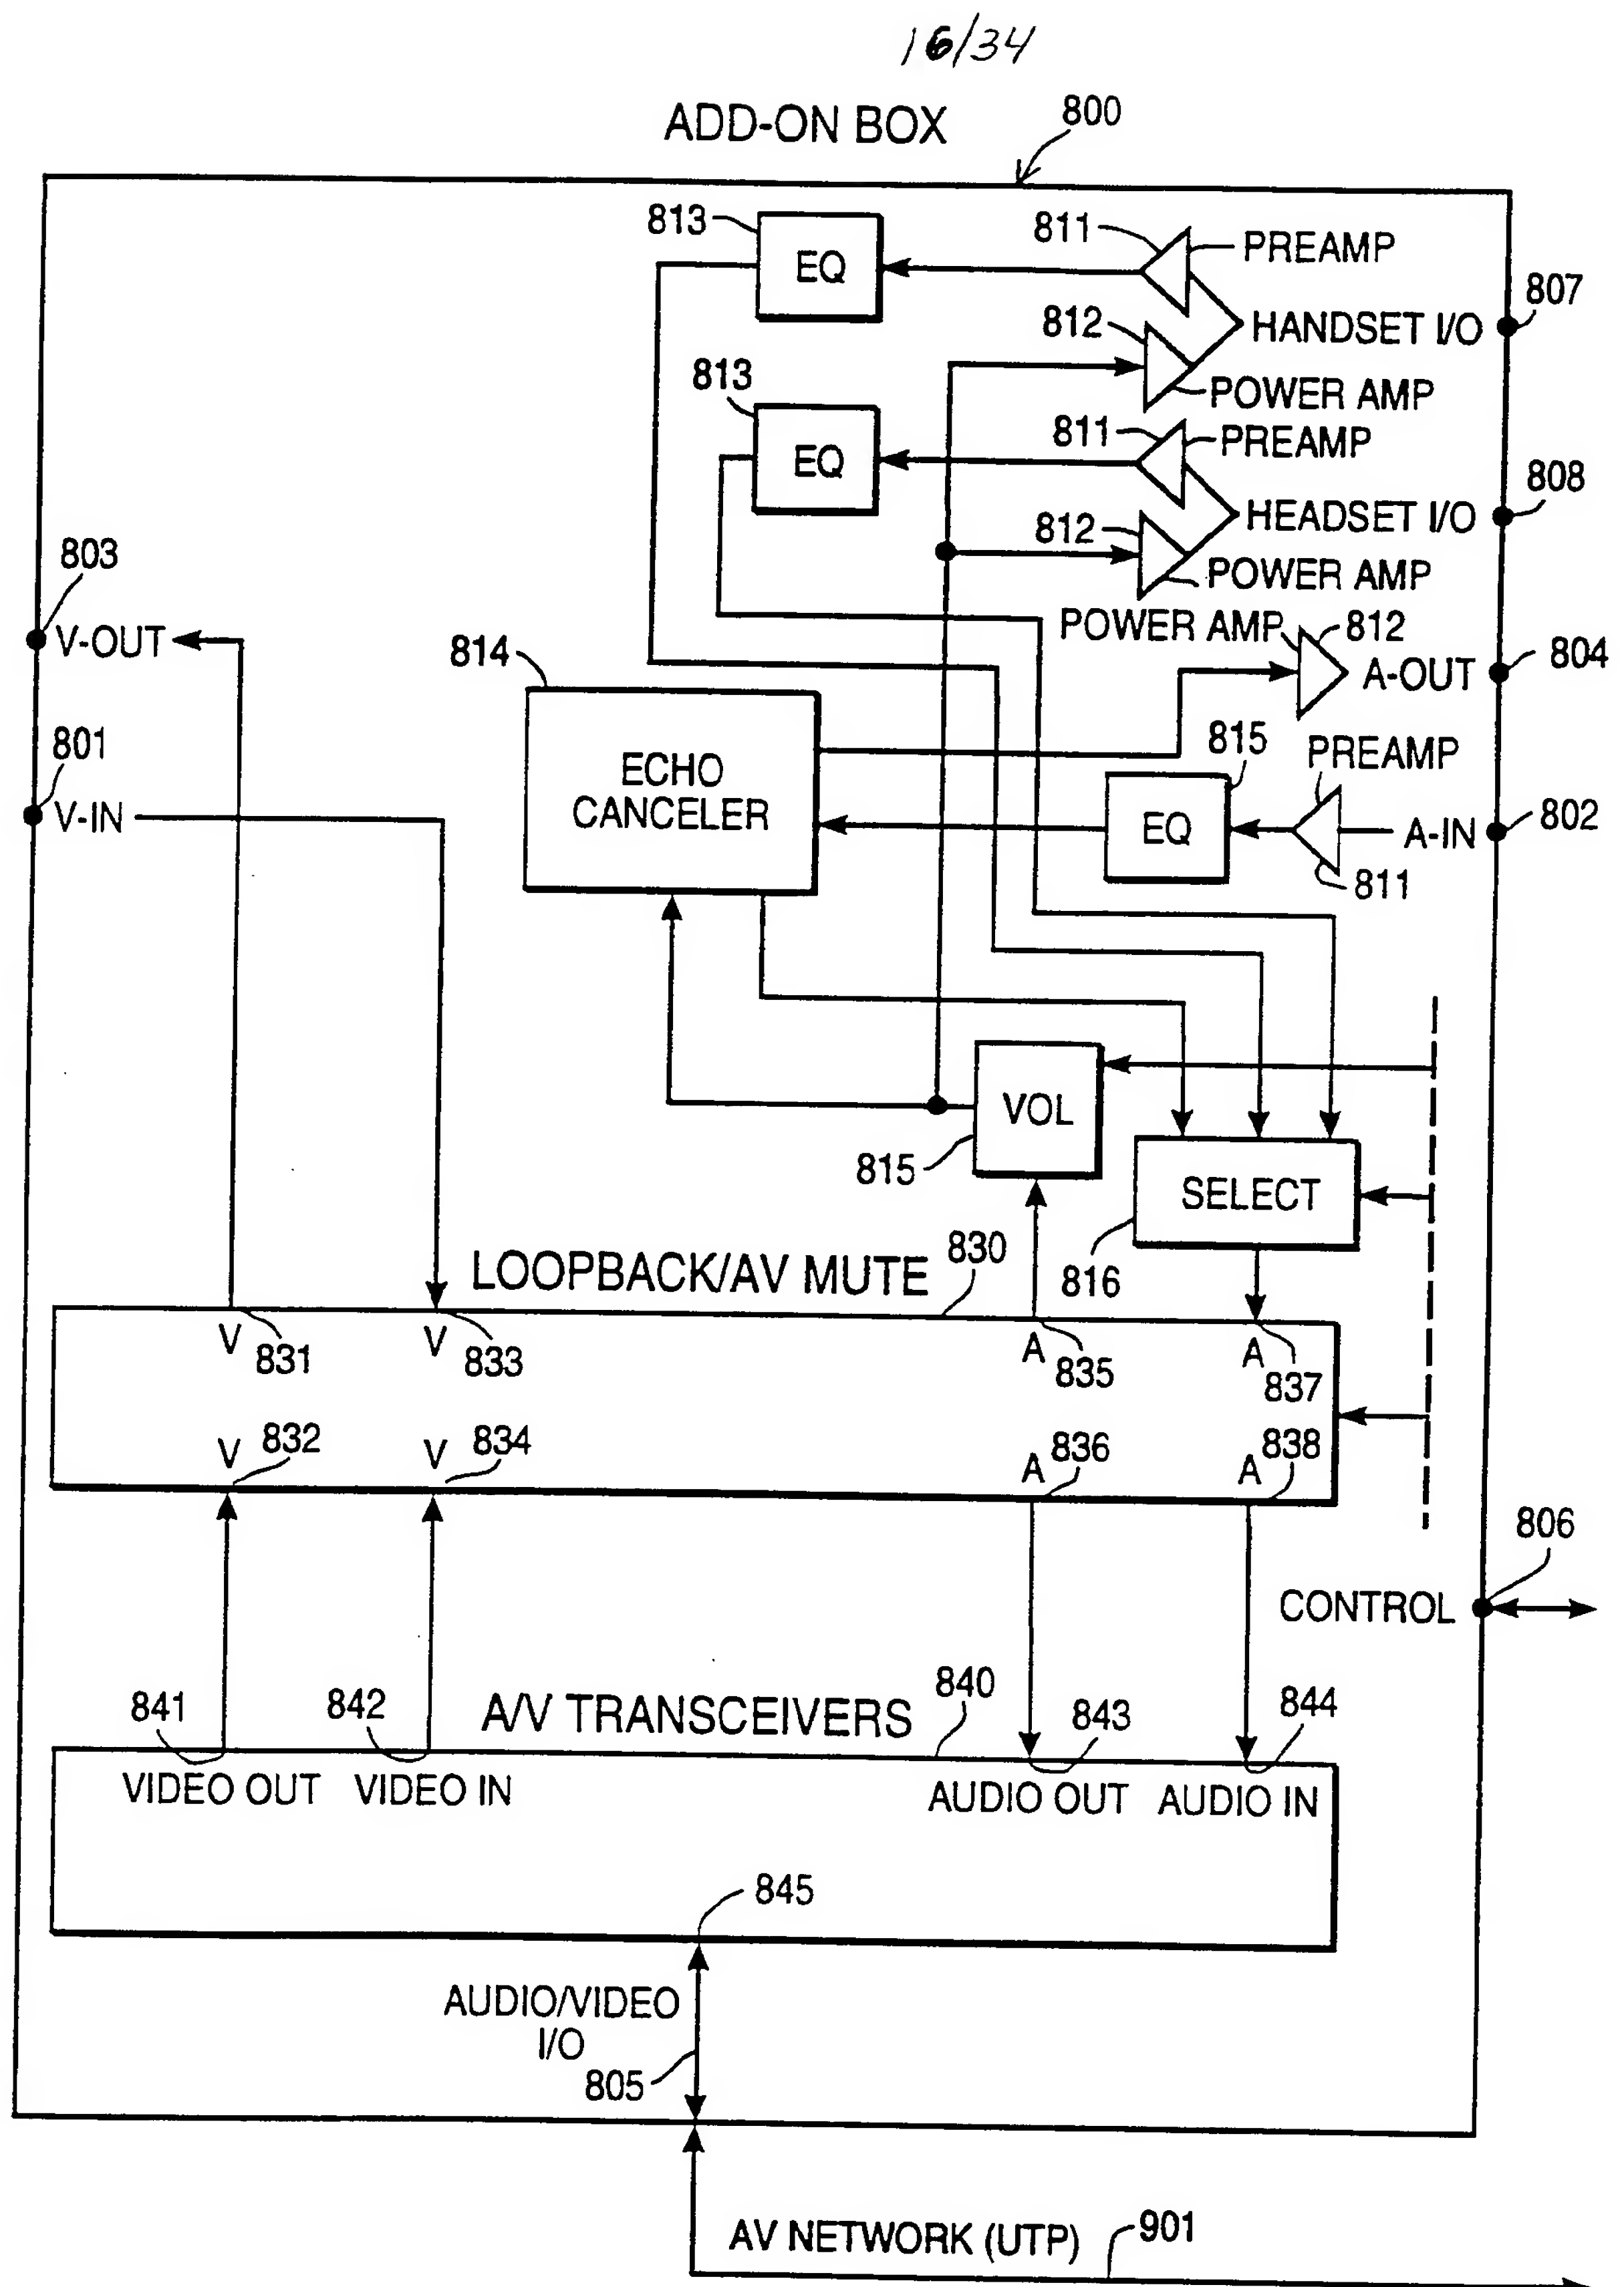 16/34
ADD-ON BOX
800
813
EQ
811
PREAMP
807
HANDSET I/O
812
POWER AMP
813
EQ
811
PREAMP
808
HEADSET I/O
812
POWER AMP
803
V-OUT
POWER AMP
812
A-OUT
804
814
ECHO
CANCELER
801
V-IN
815
EQ
PREAMP
811
A-IN
802
VOL
815
SELECT
816
LOOPBACK/AV MUTE
830
V
831
V
833
A
835
A
837
V
832
V
834
A
836
A
838
806
CONTROL
A/V TRANSCEIVERS
840
841
842
843
844
VIDEO OUT
VIDEO IN
AUDIO OUT
AUDIO IN
845
AUDIO/VIDEO
I/O
805
AV NETWORK (UTP)
901